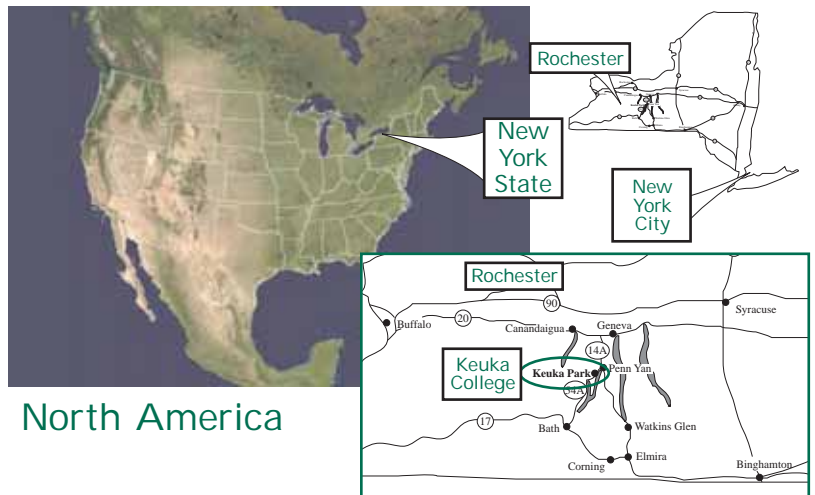 Rochester
New
York
State
New
York
City
Rochester
90
Syracuse
20
Buffalo
Canandaigua
Geneva
14A
Keuka
College
Keuka Park
Penn Yan
54A
North America
17
Bath
Watkins Glen
Corning
Elmira
Binghamton